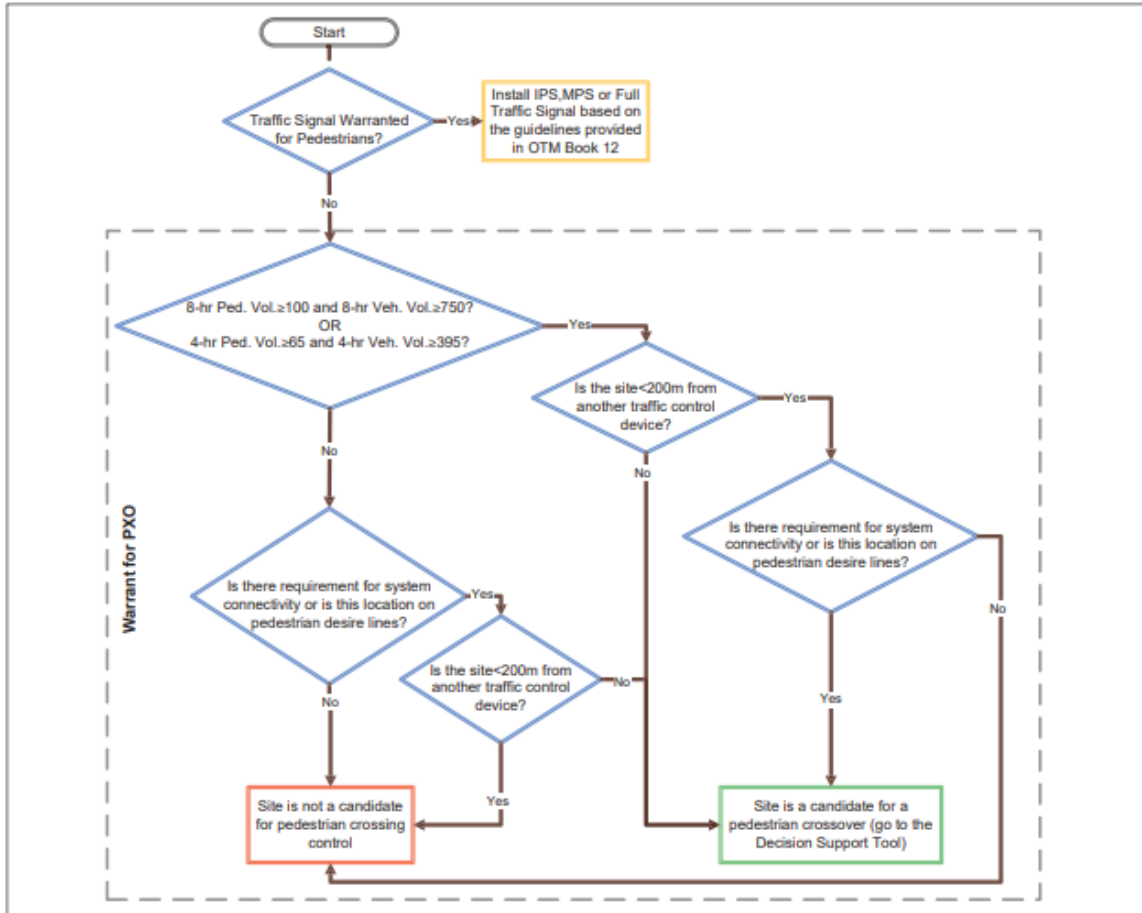 Start
Traffic Signal Warranted
for Pedestrians?
Yes
Install IPS,MPS or Full
Traffic Signal based on
the guidelines provided
in OTM Book 12
No
8-hr Ped. Vol.≥100 and 8-hr Veh. Vol.≥750?
OR
4-hr Ped. Vol.≥65 and 4-hr Veh. Vol.≥395?
Yes
Is the site<200m from
another traffic control
device?
Yes
No
No
Is there requirement for system
connectivity or is this location on
pedestrian desire lines?
No
Yes
Warrant for PXO
Is there requirement for system
connectivity or is this location on
pedestrian desire lines?
Yes
No
Is the site<200m from
another traffic control
device?
No
Yes
Site is not a candidate
for pedestrian crossing
control
Site is a candidate for a
pedestrian crossover (go to the
Decision Support Tool)